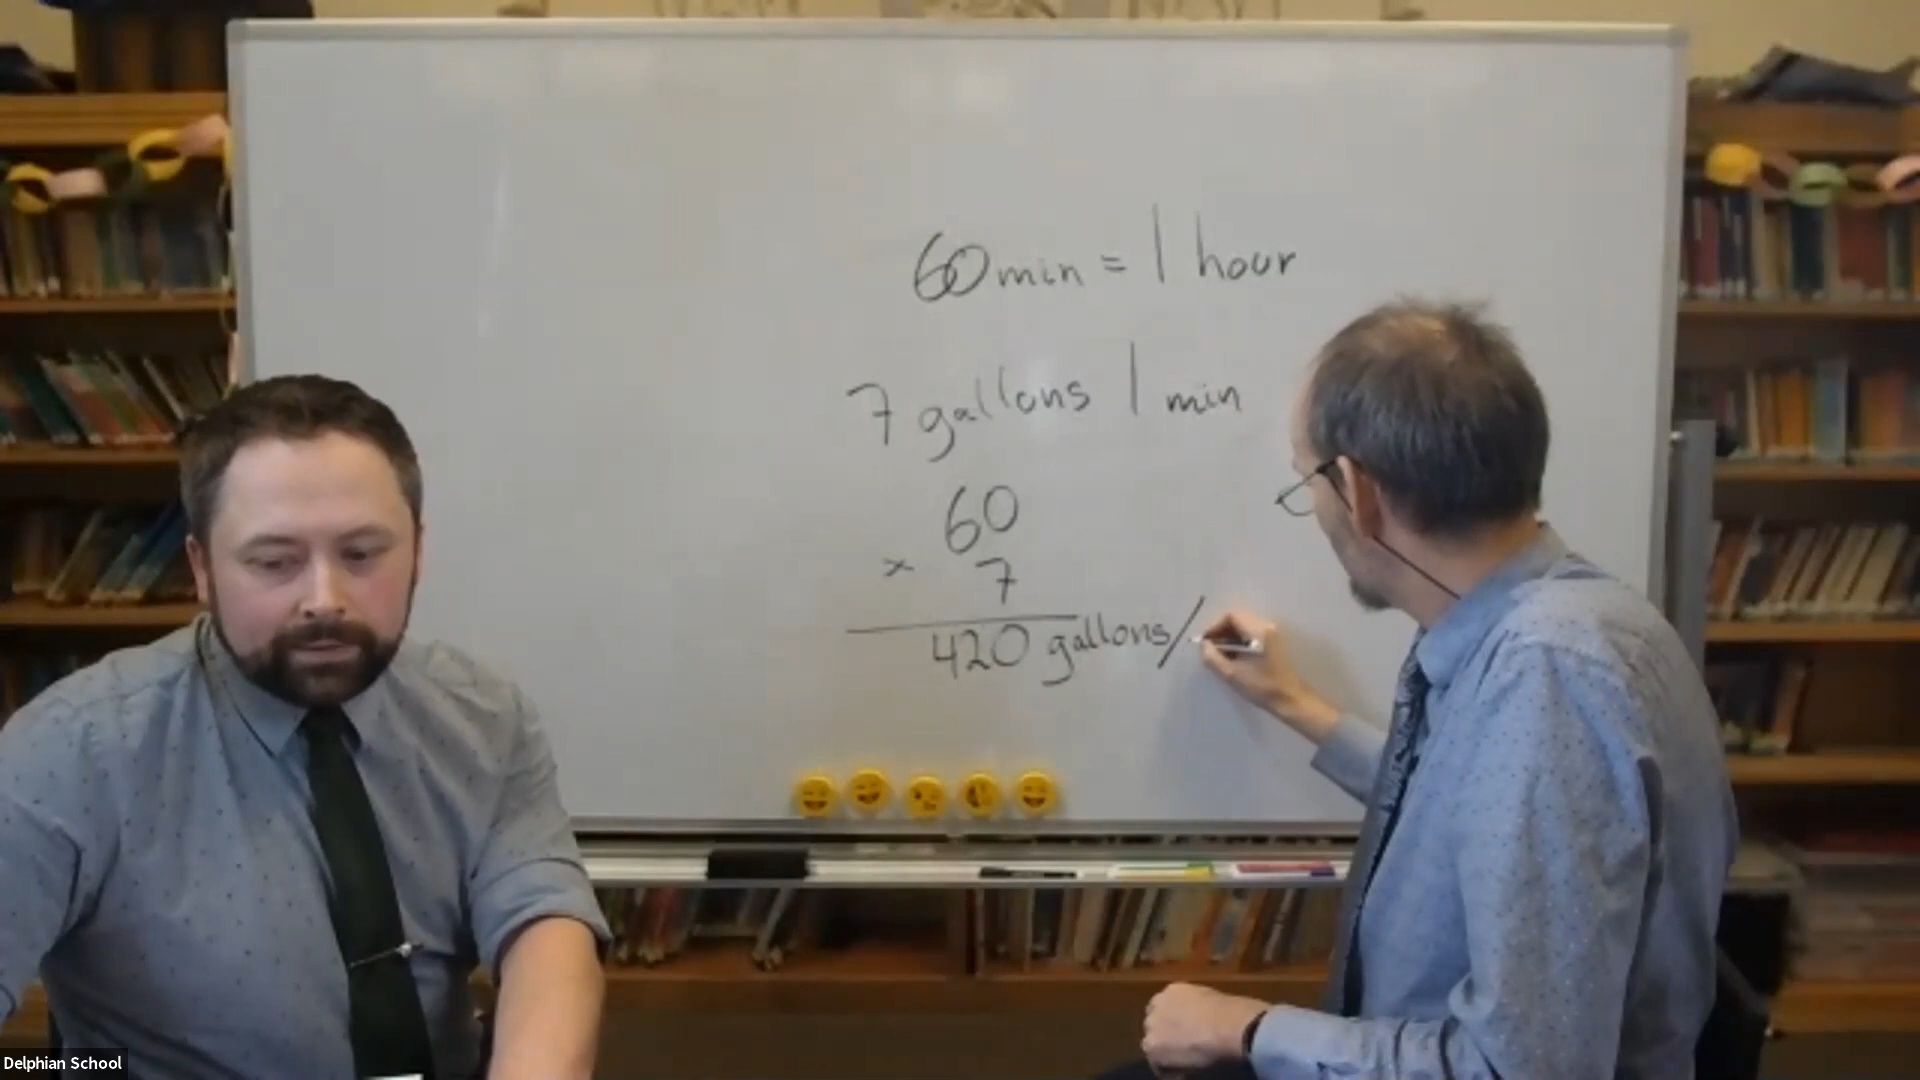 60 min = 1 hour
7 gallons / min
60
x 7
420 gallons/
Delphian School